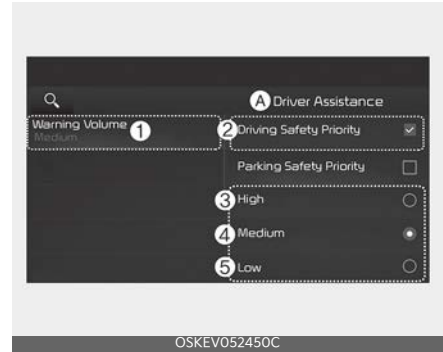 A Driver Assistance
Warning Volume 1
Medium
2 Driving Safety Priority
Parking Safety Priority
3 High
4 Medium
5 Low
OSKEV052450C